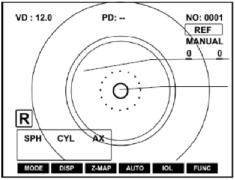 VD : 12.0 PD: -- NO: 0001
REF
MANUAL
0 0
R
SPH CYL AX
MODE DISP Z-MAP AUTO IOL FUNC